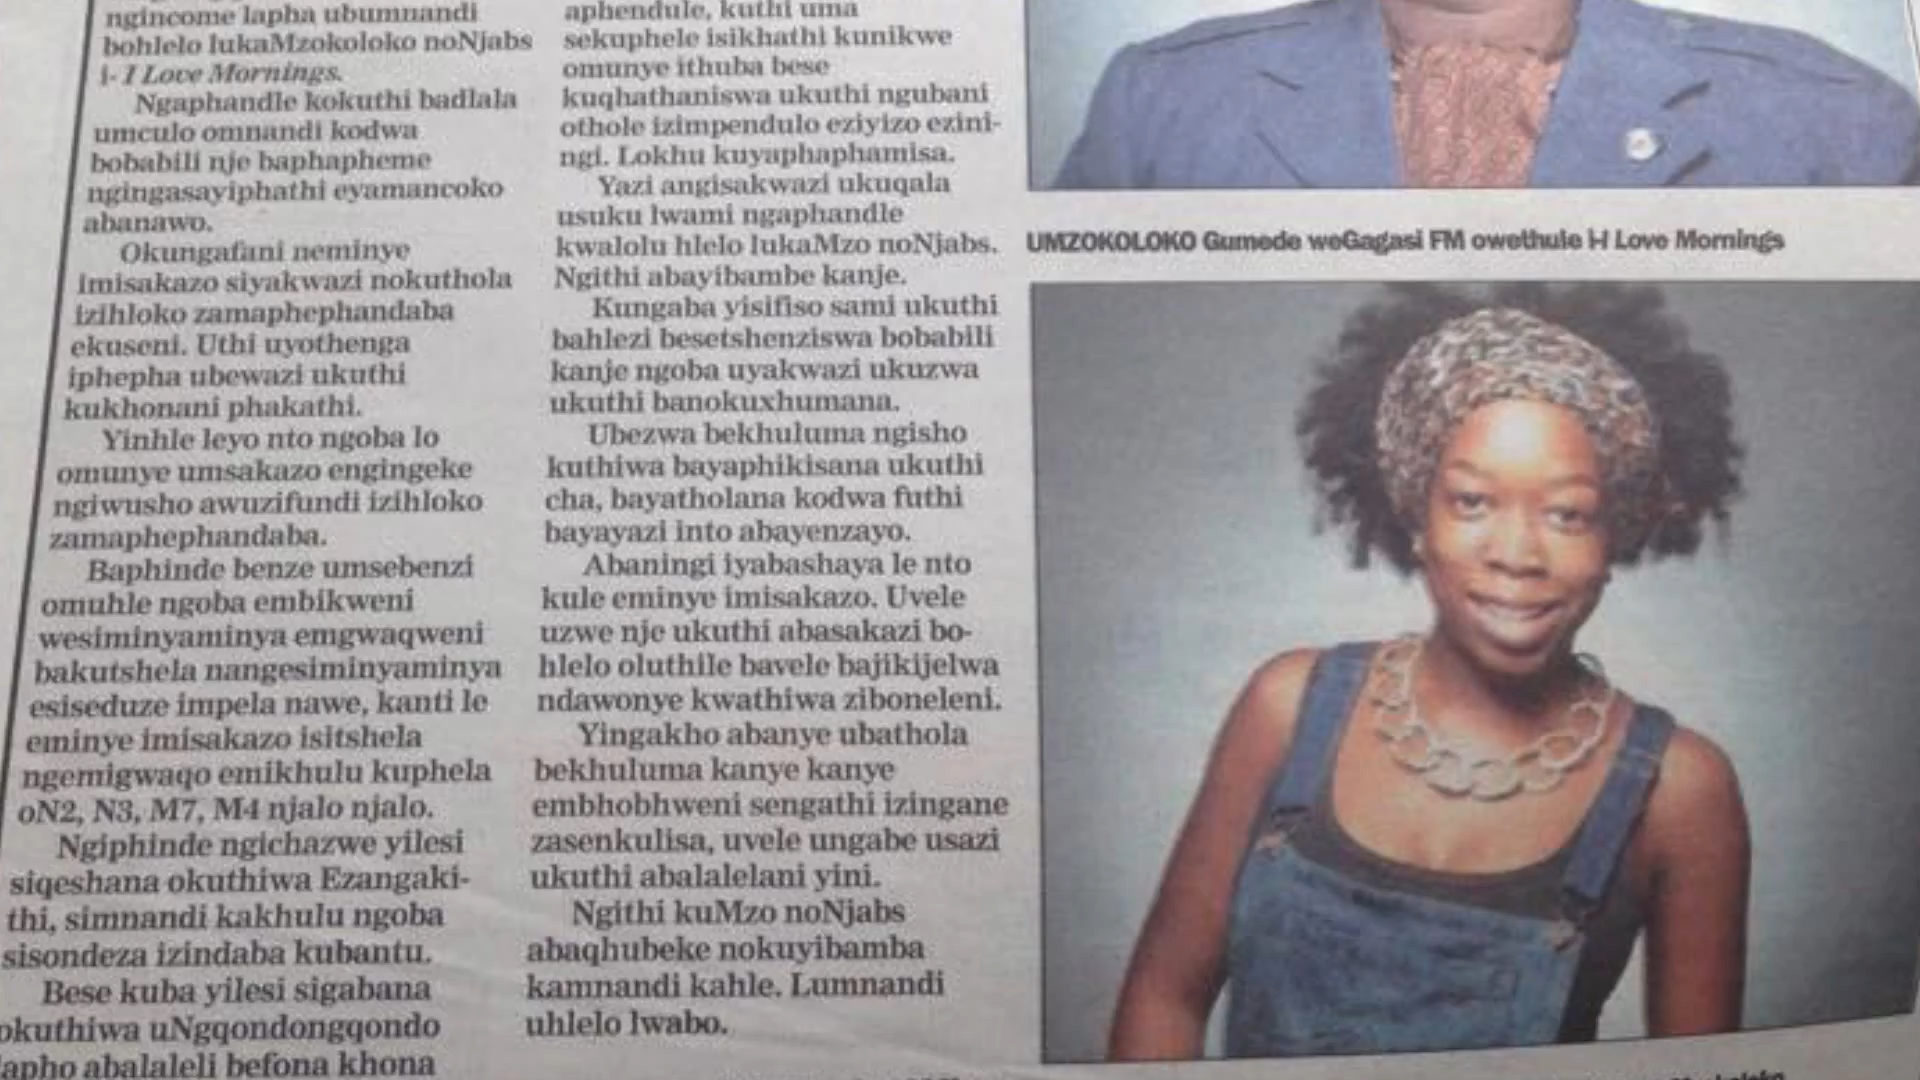 ngincome lapha ubumnandi
bohlelo lukaMzokoloko noNjabs
i- I Love Mornings.
Ngaphandle kokuthi badlala
umculo omnandi kodwa
bobabili nje baphapheme
ngingasayiphathi eyamancoko
abanawo.
Okungafani neminye
imisakazo siyakwazi nokuthola
izihloko zamaphephandaba
ekuseni. Uthi uyothenga
iphepha ubewazi ukuthi
kukhonani phakathi.
Yinhle leyo nto ngoba lo
omunye umsakazo engingeke
ngiwusho awuzifundi izihloko
zamaphephandaba.
Baphinde benze umsebenzi
omuhle ngoba embikweni
wesiminyaminya emgwaqweni
bakutshela nangesiminyaminya
esiseduze impela nawe, kanti le
eminye imisakazo isitshela
ngemigwaqo emikhulu kuphela
oN2, N3, M7, M4 njalo njalo.
Ngiphinde ngichazwe yilesi
siqeshana okuthiwa Ezangaki-
thi, simnandi kakhulu ngoba
sisondeza izindaba kubantu.
Bese kuba yilesi sigabana
okuthiwa uNgqondongqondo
lapho abalaleli befona khona
aphendule, kuthi uma
sekuphele isikhathi kunikwe
omunye ithuba bese
kuqhathaniswa ukuthi ngubani
othole izimpendulo eziyizo ezini-
ngi. Lokhu kuyaphaphamisa.
Yazi angisakwazi ukuqala
usuku lwami ngaphandle
kwalolu hlelo lukaMzo noNjabs.
Ngithi abayibambe kanje.
Kungaba yisifiso sami ukuthi
bahlezi besetshenziswa bobabili
kanje ngoba uyakwazi ukuzwa
ukuthi banokuxhumana.
Ubezwa bekhuluma ngisho
kuthiwa bayaphikisana ukuthi
cha, bayatholana kodwa futhi
bayayazi into abayenzayo.
Abaningi iyabashaya le nto
kule eminye imisakazo. Uvele
uzwe nje ukuthi abasakazi bo-
hlelo oluthile bavele bajikijelwa
ndawonye kwathiwa ziboneleni.
Yingakho abanye ubathola
bekhuluma kanye kanye
embhobhweni sengathi izingane
zasenkulisa, uvele ungabe usazi
ukuthi abalalelani yini.
Ngithi kuMzo noNjabs
abaqhubeke nokuyibamba
kamnandi kahle. Lumnandi
uhlelo lwabo.
UMZOKOLOKO Gumede weGagasi FM owethule i-I Love Mornings